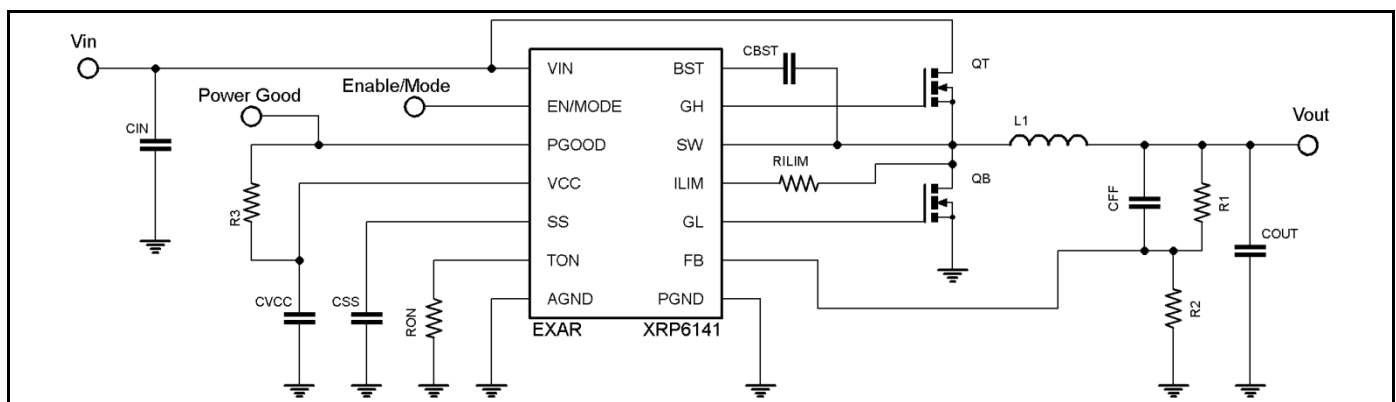 Vin
CIN
Power Good
Enable/Mode
R3
CVCC
CSS
RON
VIN
EN/MODE
PGOOD
VCC
SS
TON
AGND
BST
GH
SW
ILIM
GL
FB
PGND
EXAR
XRP6141
CBST
RILIM
QT
QB
L1
CFF
R1
R2
COUT
Vout